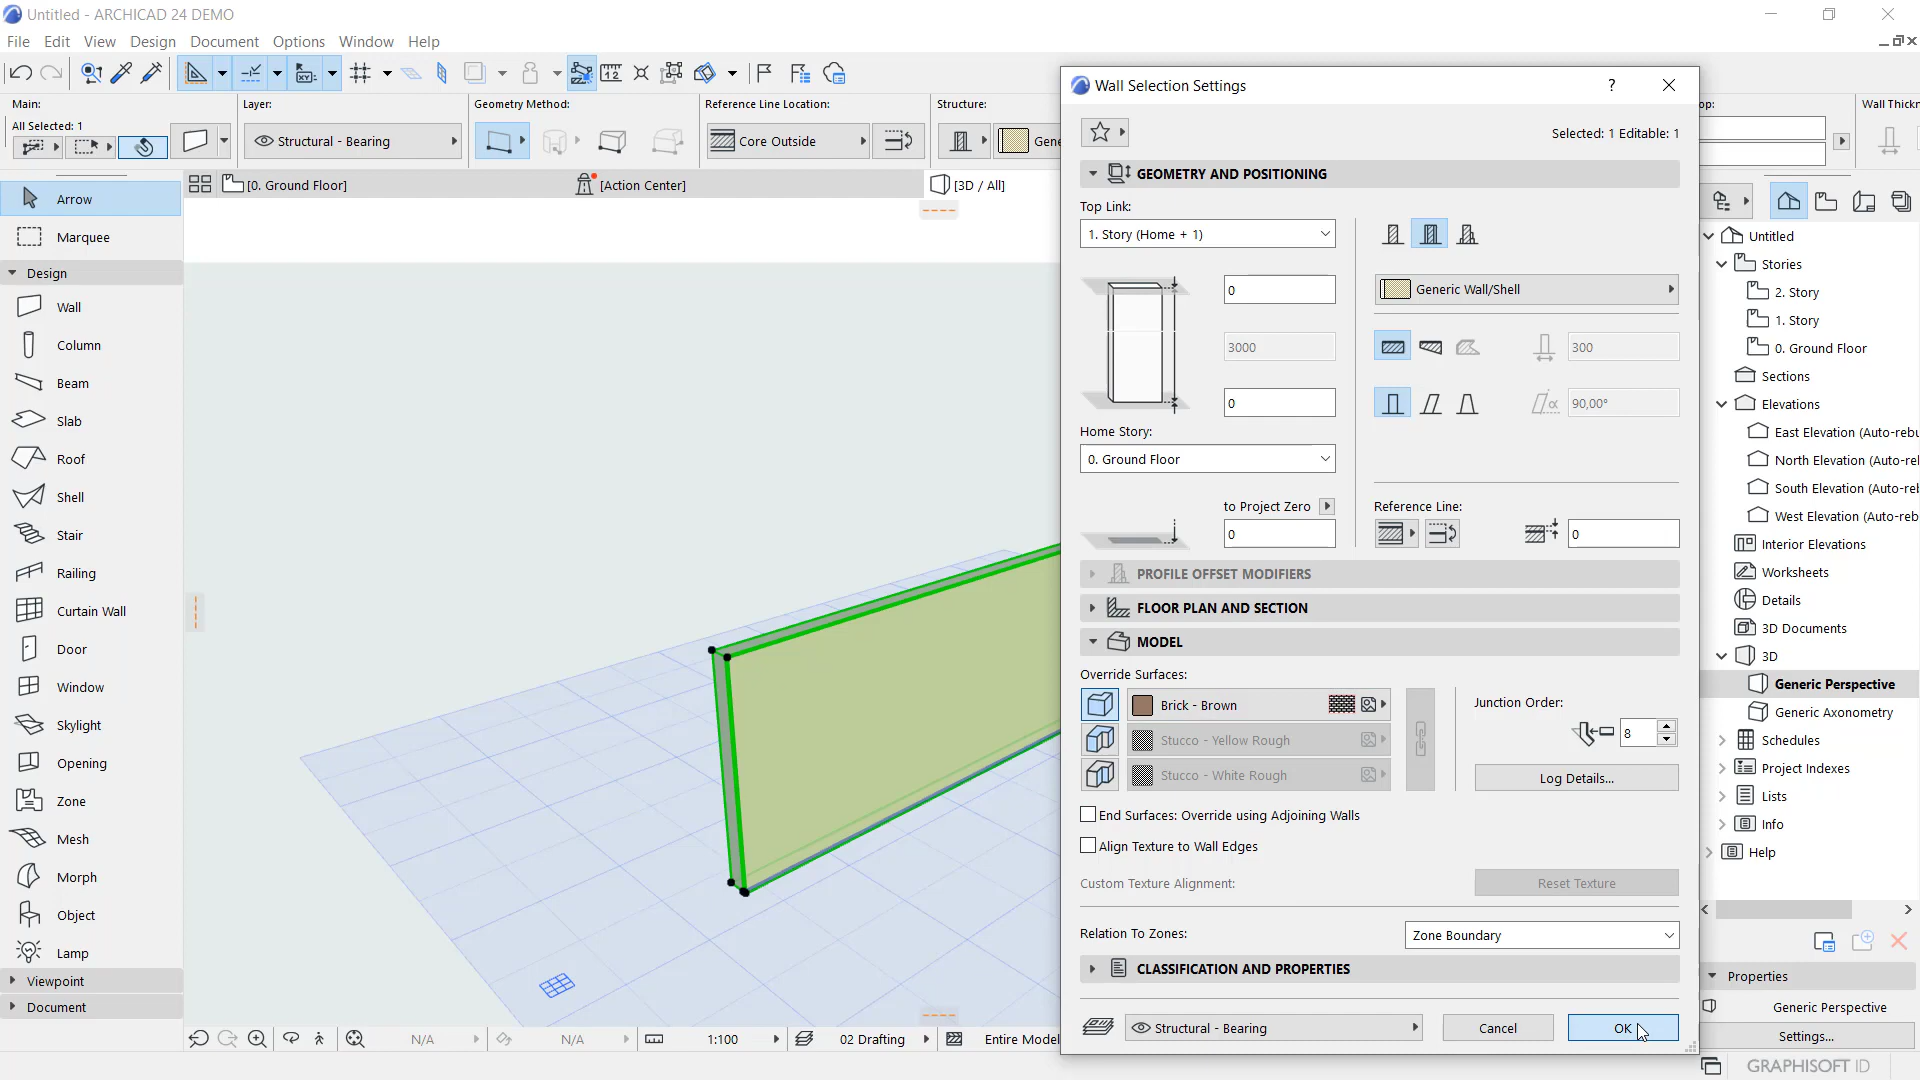 Untitled - ARCHICAD 24 DEMO
File Edit View Design Document Options Window Help
Main: Layer: Geometry Method: Reference Line Location: Structure: Wall Thickn
All Selected: 1
Structural - Bearing
Core Outside
Gene
[0. Ground Floor]
[Action Center]
[3D / All]
Arrow
Marquee
Design
Wall
Column
Beam
Slab
Roof
Shell
Stair
Railing
Curtain Wall
Door
Window
Skylight
Opening
Zone
Mesh
Morph
Object
Lamp
Viewpoint
Document
N/A
N/A
1:100
02 Drafting
Entire Model
Wall Selection Settings
?
Selected: 1 Editable: 1
GEOMETRY AND POSITIONING
Top Link:
1. Story (Home + 1)
0
Generic Wall/Shell
3000
300
0
90,00°
Home Story:
0. Ground Floor
to Project Zero
Reference Line:
0
0
PROFILE OFFSET MODIFIERS
FLOOR PLAN AND SECTION
MODEL
Override Surfaces:
Brick - Brown
Junction Order:
Stucco - Yellow Rough
8
Stucco - White Rough
Log Details...
End Surfaces: Override using Adjoining Walls
Align Texture to Wall Edges
Custom Texture Alignment:
Reset Texture
Relation To Zones:
Zone Boundary
CLASSIFICATION AND PROPERTIES
Structural - Bearing
Cancel
OK
Untitled
Stories
2. Story
1. Story
0. Ground Floor
Sections
Elevations
East Elevation (Auto-rebu
North Elevation (Auto-rel
South Elevation (Auto-rel
West Elevation (Auto-reb
Interior Elevations
Worksheets
Details
3D Documents
3D
Generic Perspective
Generic Axonometry
Schedules
Project Indexes
Lists
Info
Help
Properties
Generic Perspective
Settings...
GRAPHISOFT ID